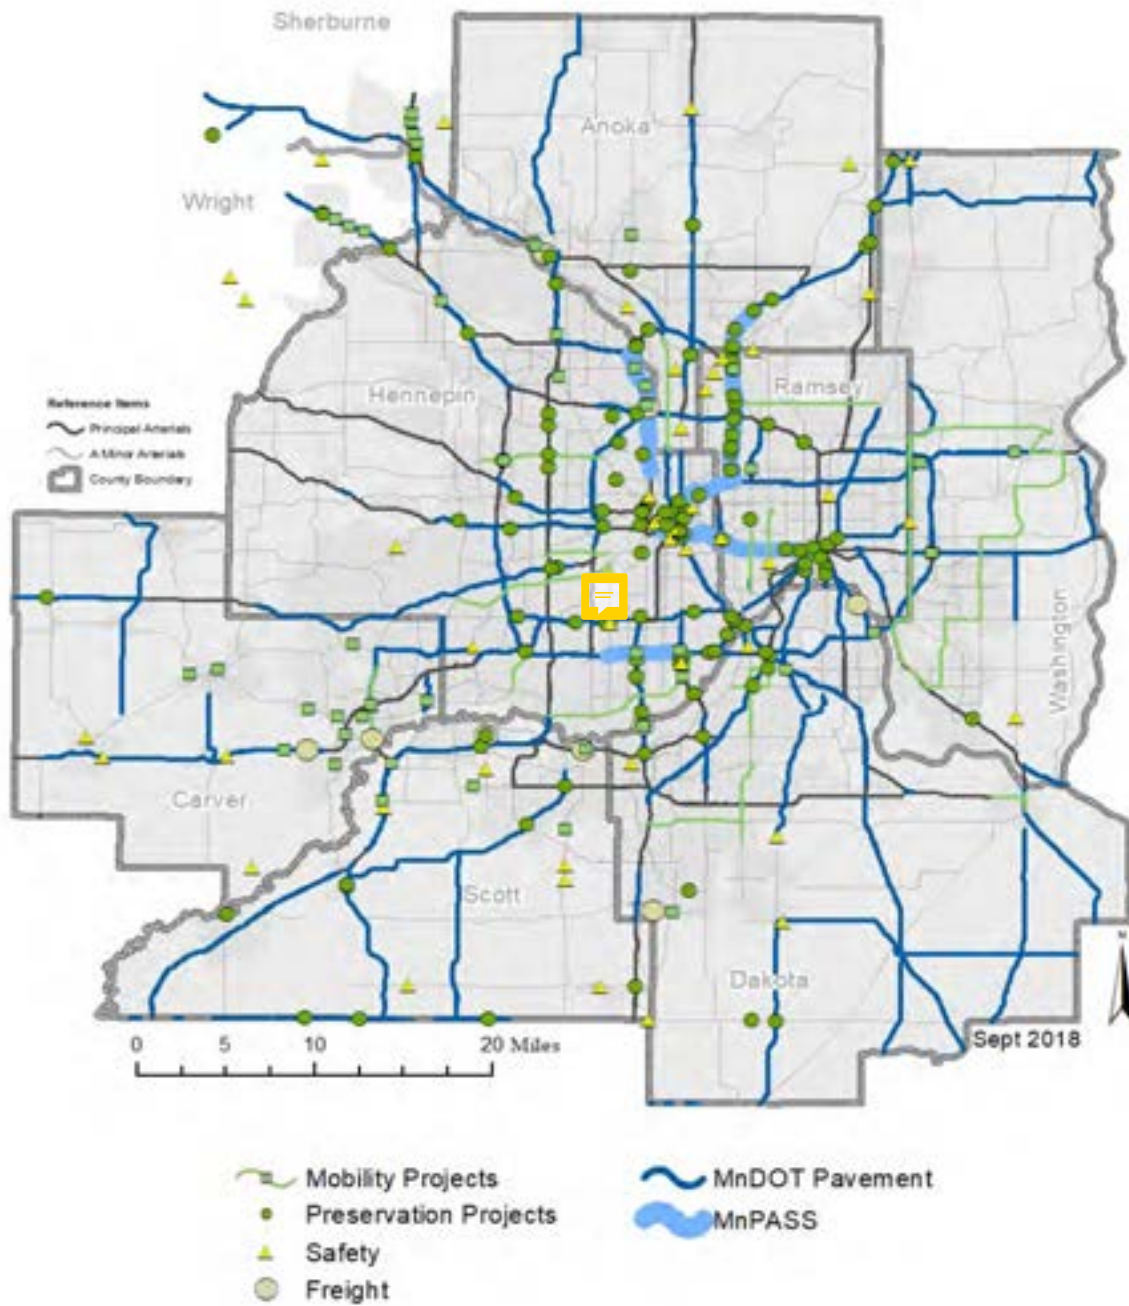 Sherburne
Anoka
Wright
Hennepin
Ramsey
Reference Items
Principal Arterials
A Minor Arterials
County Boundary
Washington
Carver
Scott
Dakota
N
Sept 2018
0 5 10 20 Miles
Mobility Projects
Preservation Projects
Safety
Freight
MnDOT Pavement
MnPASS